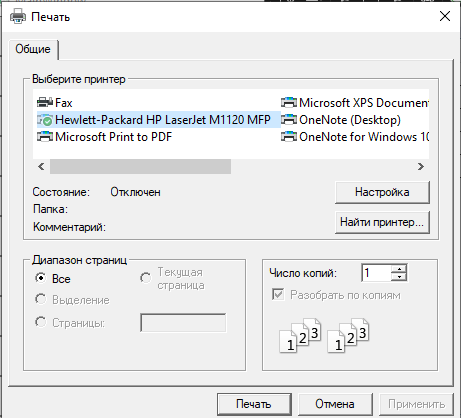 Печать
Общие
Выберите принтер
Fax
Hewlett-Packard HP LaserJet M1120 MFP
Microsoft Print to PDF
Microsoft XPS Documen
OneNote (Desktop)
OneNote for Windows 10
Состояние: Отключен
Папка:
Комментарий:
Настройка
Найти принтер...
Диапазон страниц
Все
Текущая
страница
Выделение
Страницы:
Число копий: 1
Разобрать по копиям
1 2 3 1 2 3
Печать Отмена Применить